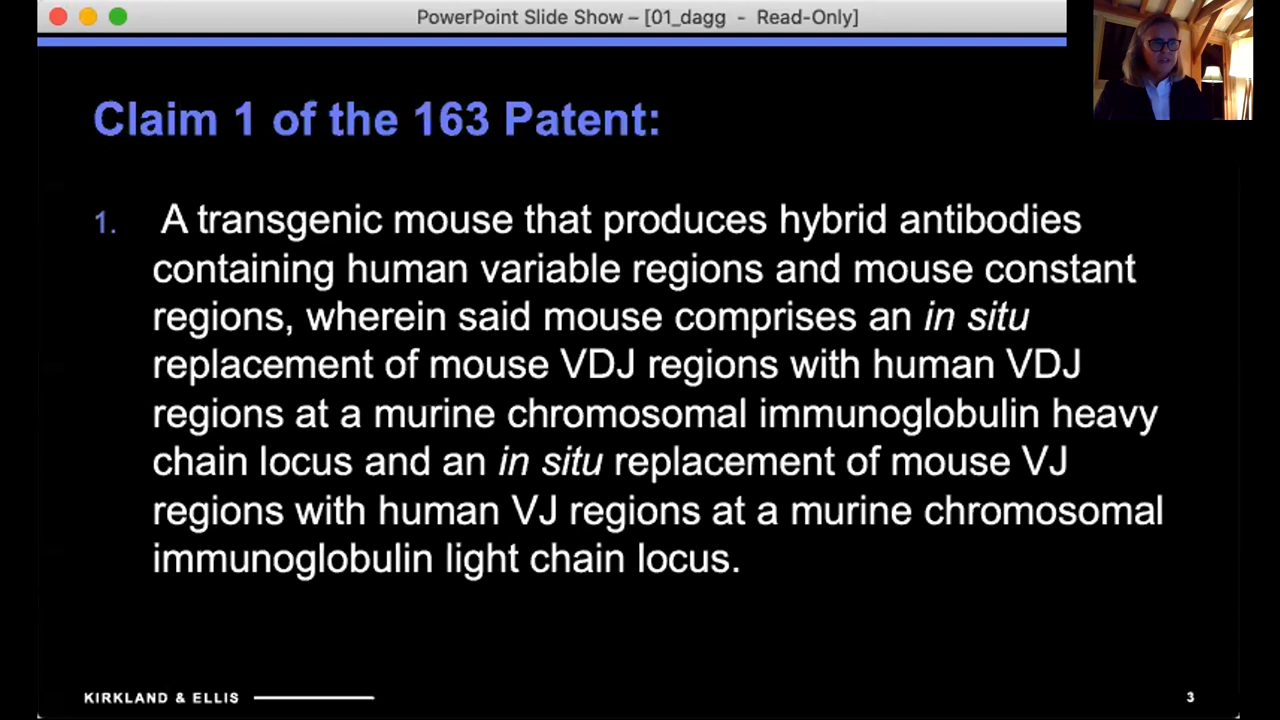 PowerPoint Slide Show – [01_dagg - Read-Only]
Claim 1 of the 163 Patent:
1. A transgenic mouse that produces hybrid antibodies
containing human variable regions and mouse constant
regions, wherein said mouse comprises an in situ
replacement of mouse VDJ regions with human VDJ
regions at a murine chromosomal immunoglobulin heavy
chain locus and an in situ replacement of mouse VJ
regions with human VJ regions at a murine chromosomal
immunoglobulin light chain locus.
KIRKLAND & ELLIS
3